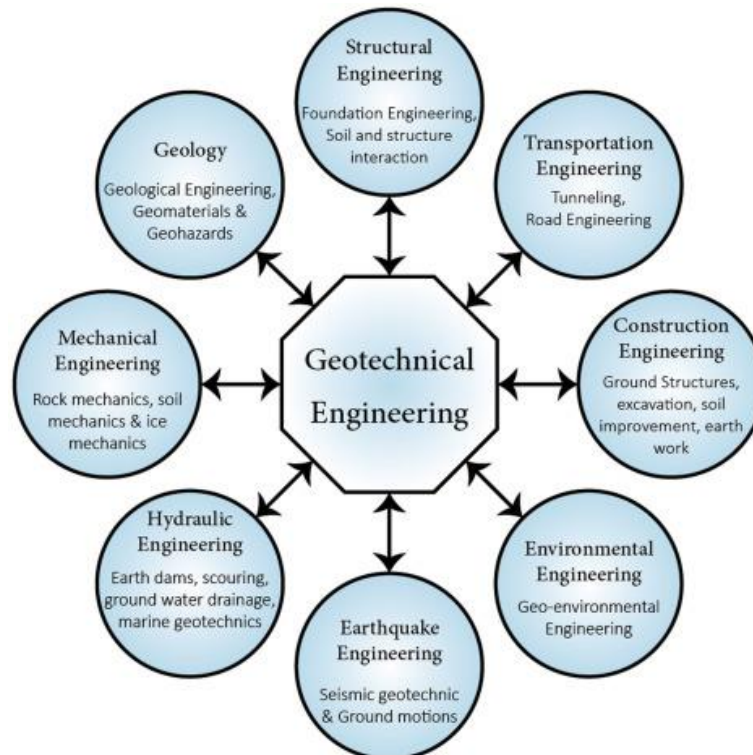 Structural
Engineering
Foundation Engineering,
Soil and structure
interaction
Geology
Geological Engineering,
Geomaterials &
Geohazards
Transportation
Engineering
Tunneling,
Road Engineering
Mechanical
Engineering
Rock mechanics, soil
mechanics & ice
mechanics
Geotechnical
Engineering
Construction
Engineering
Ground Structures,
excavation, soil
improvement, earth
work
Hydraulic
Engineering
Earth dams, scouring,
ground water drainage,
marine geotechnics
Environmental
Engineering
Geo-environmental
Engineering
Earthquake
Engineering
Seismic geotechnic
& Ground motions